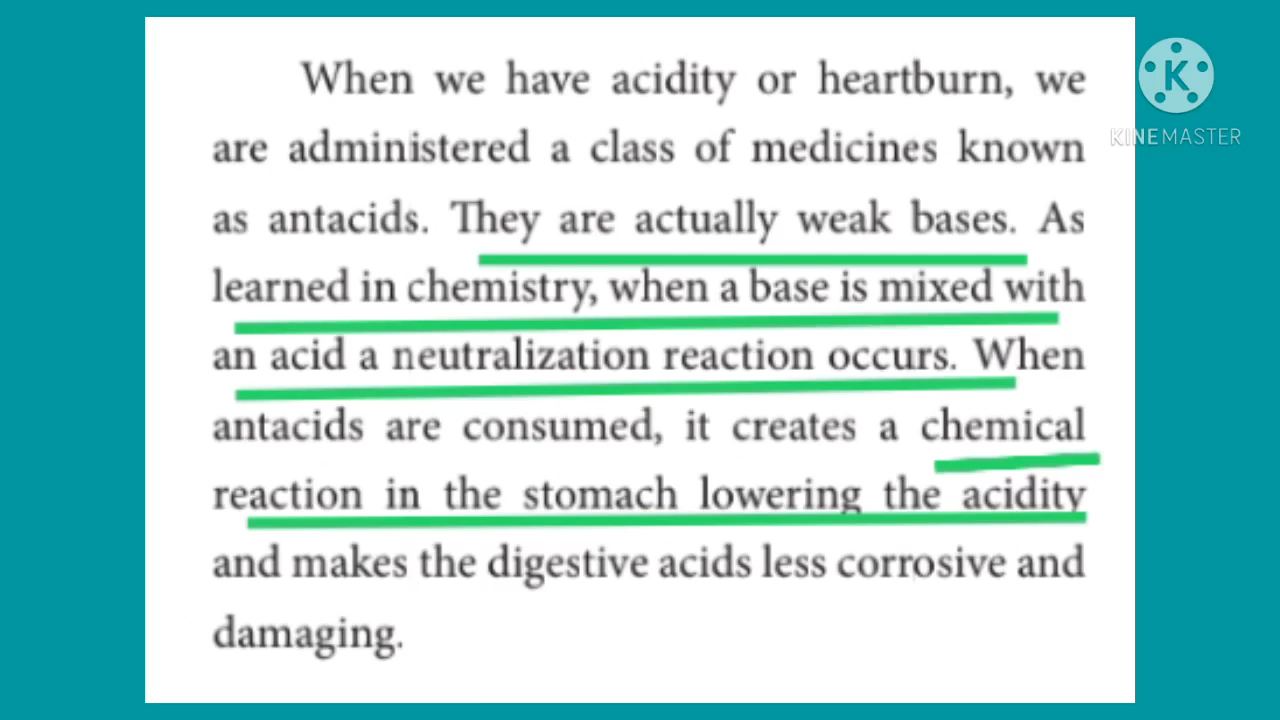 When we have acidity or heartburn, we
are administered a class of medicines known
as antacids. They are actually weak bases. As
learned in chemistry, when a base is mixed with
an acid a neutralization reaction occurs. When
antacids are consumed, it creates a chemical
reaction in the stomach lowering the acidity
and makes the digestive acids less corrosive and
damaging.
K
KINEMASTER